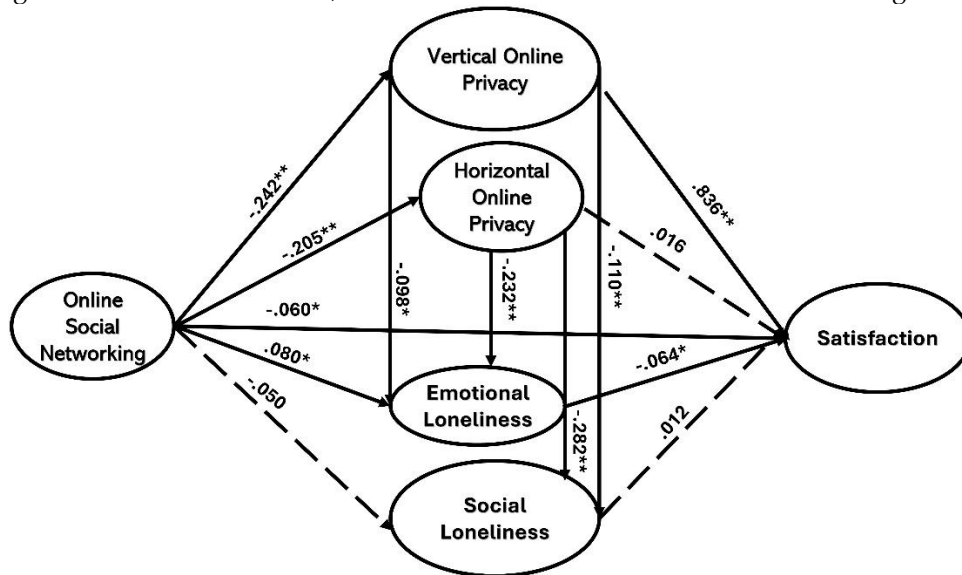 Vertical Online
Privacy
Horizontal
Online
Privacy
-.242**
-.205**
.836**
.016
-.098*
-.232**
-.110**
Online
Social
Networking
-.060*
.080*
-.050
-.064*
Satisfaction
Emotional
Loneliness
-.282**
.012
Social
Loneliness